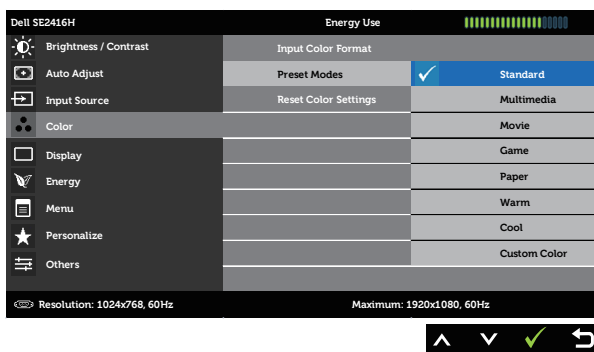 Dell SE2416H Energy Use
Brightness / Contrast Input Color Format
Auto Adjust Preset Modes Standard
Input Source Reset Color Settings Multimedia
Color Movie
Display Game
Energy Paper
Menu Warm
Personalize Cool
Others Custom Color
Resolution: 1024x768, 60Hz Maximum: 1920x1080, 60Hz